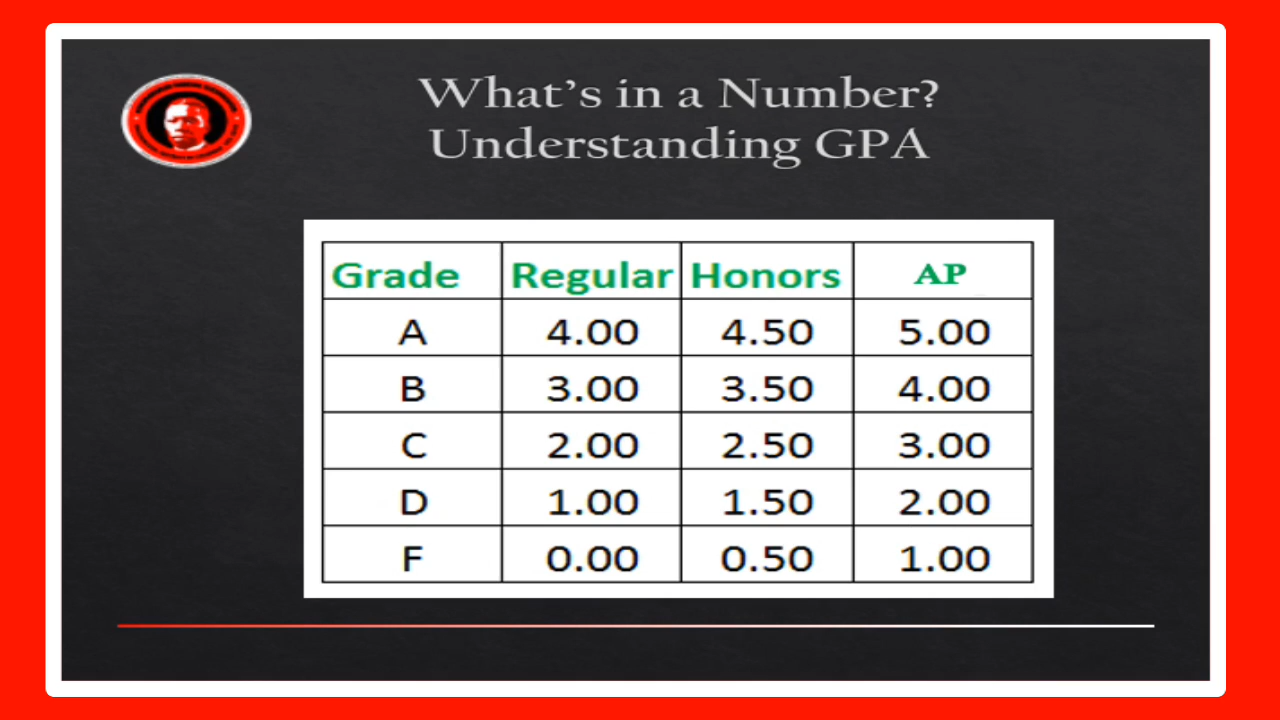 What's in a Number?
Understanding GPA
Grade Regular Honors AP
A 4.00 4.50 5.00
B 3.00 3.50 4.00
C 2.00 2.50 3.00
D 1.00 1.50 2.00
F 0.00 0.50 1.00